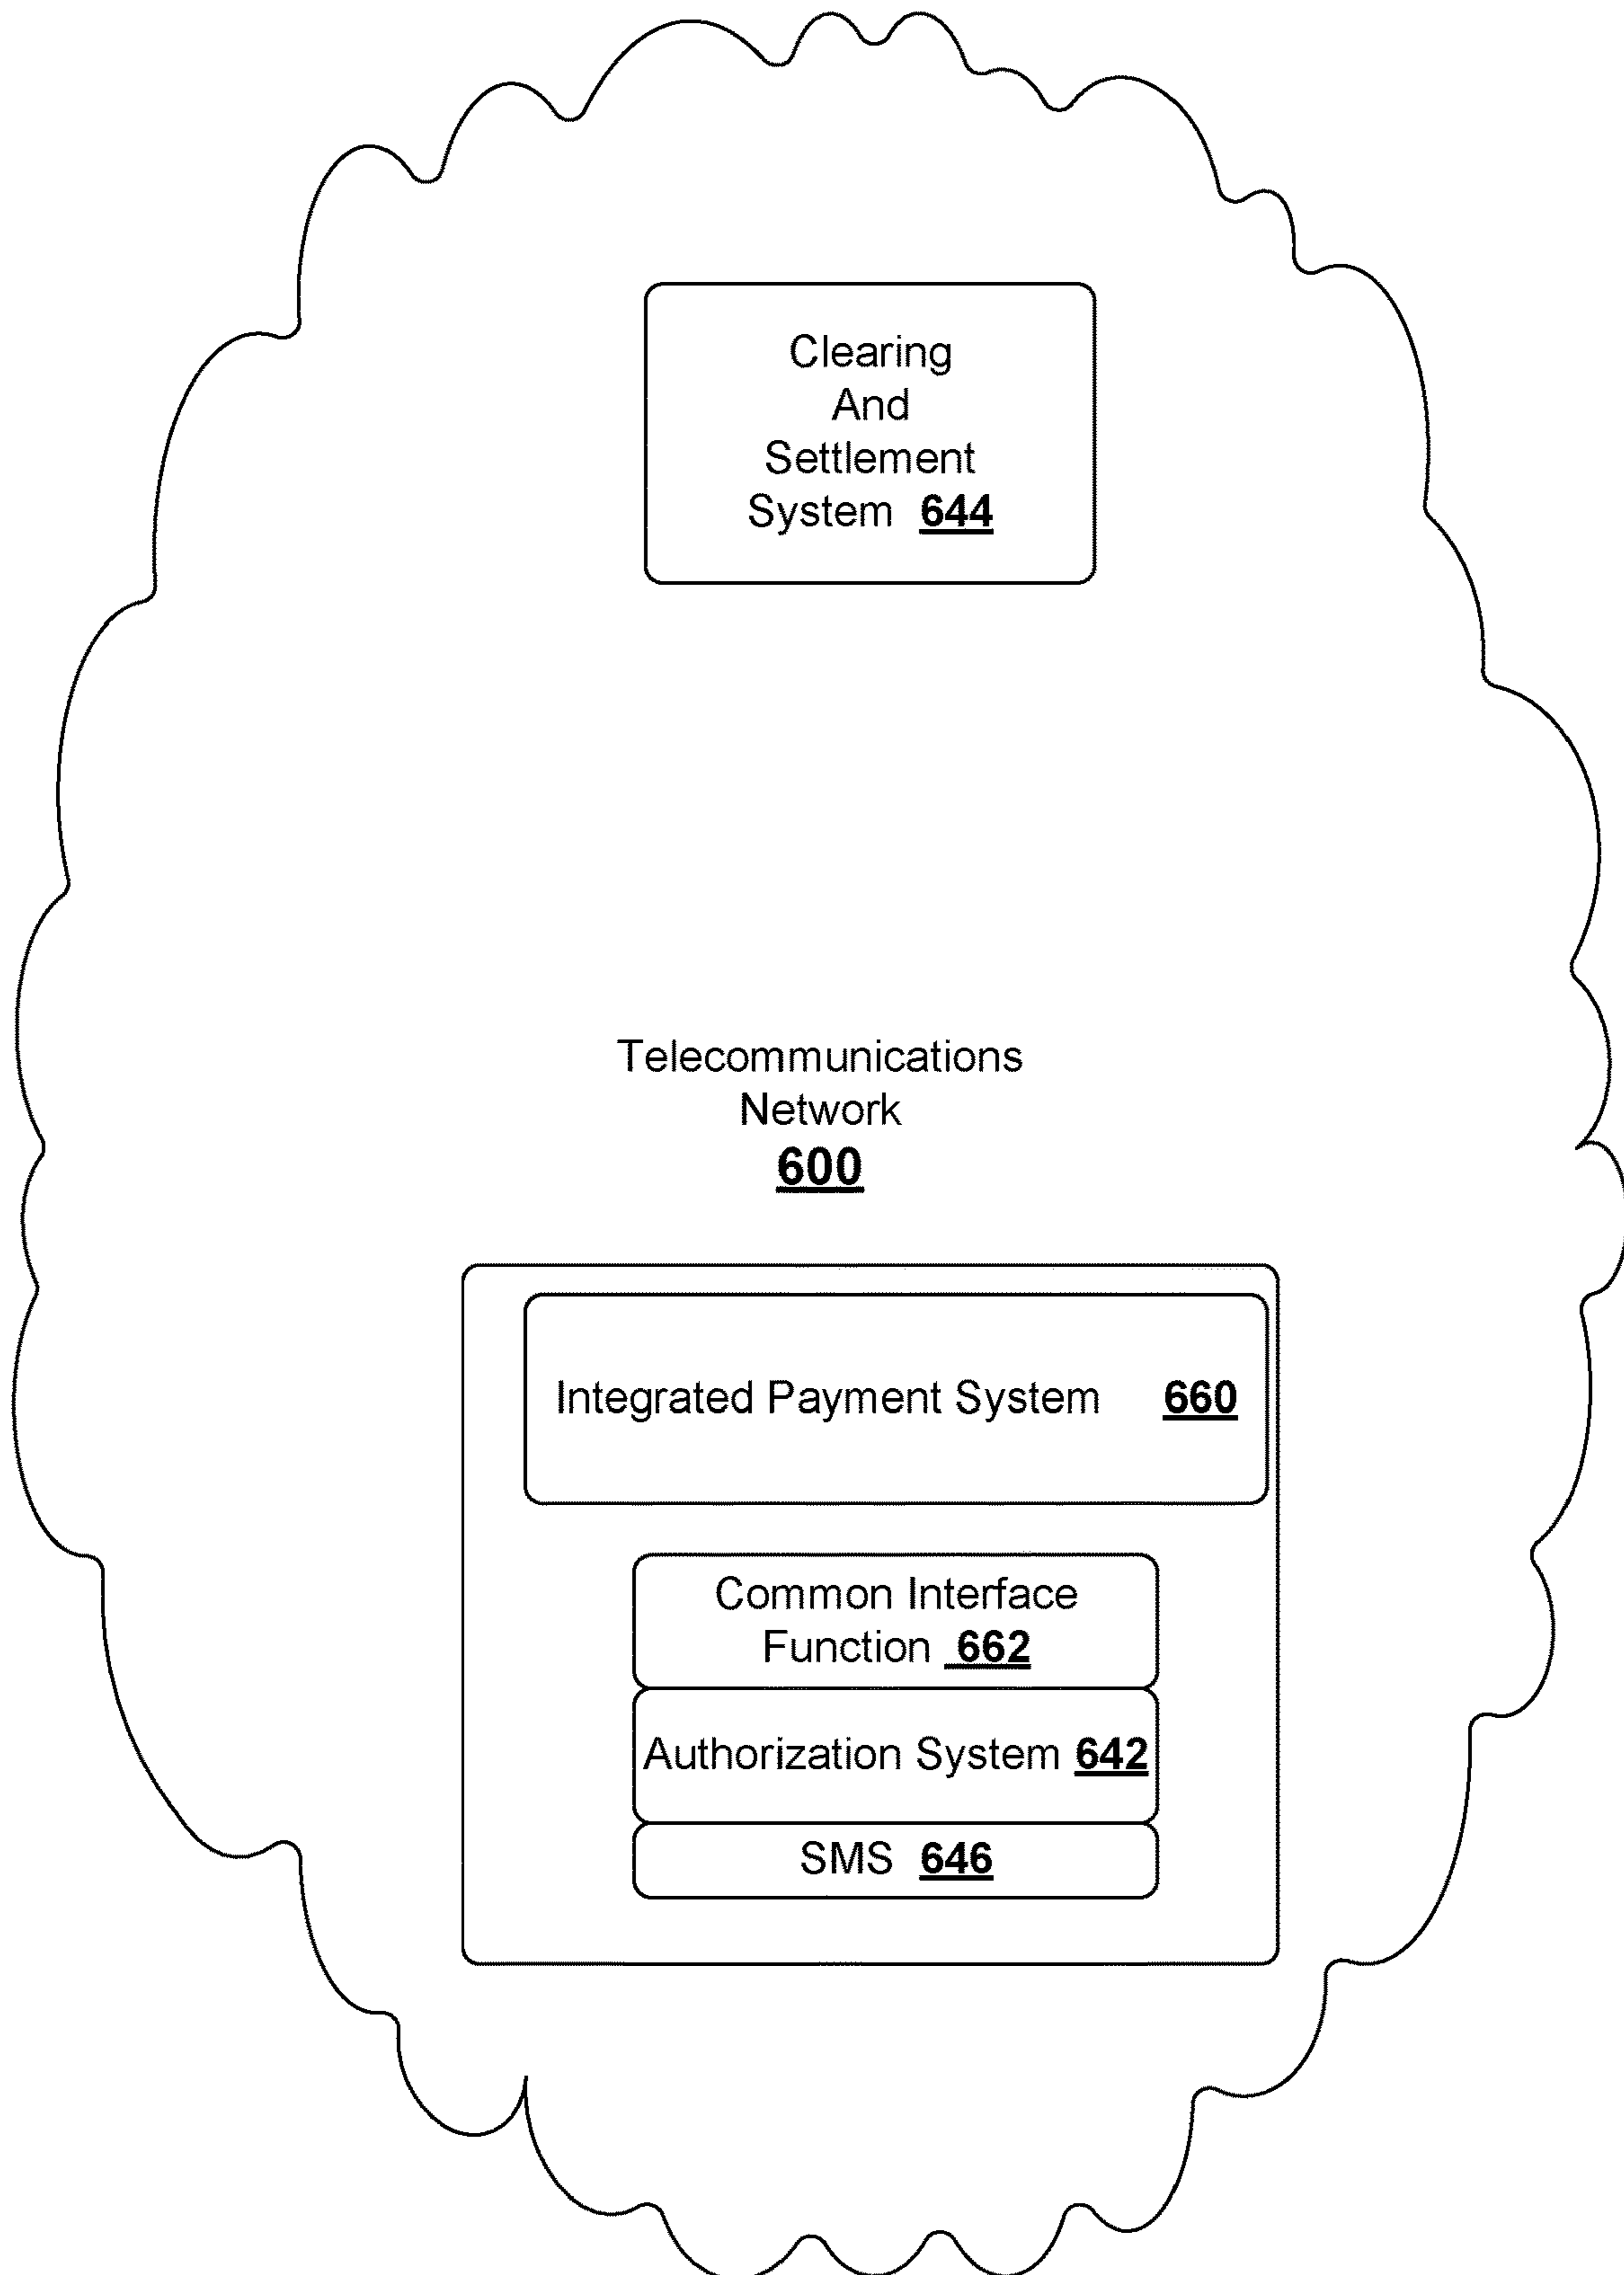 Clearing
And
Settlement
System 644
Telecommunications
Network
600
Integrated Payment System 660
Common Interface
Function 662
Authorization System 642
SMS 646